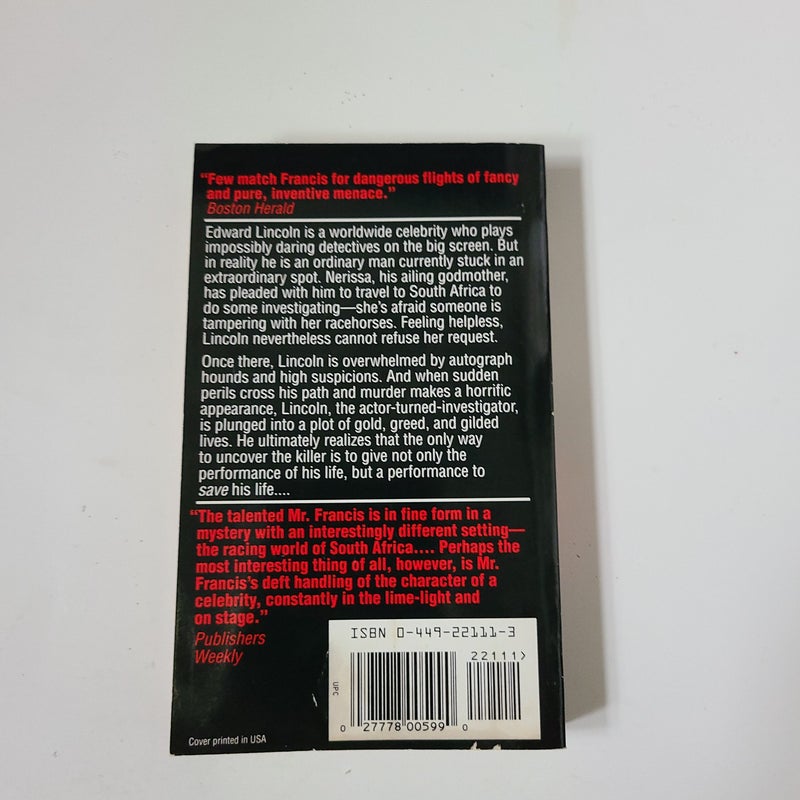 “Few match Francis for dangerous flights of fancy
and pure, inventive menace.”
Boston Herald
Edward Lincoln is a worldwide celebrity who plays
impossibly daring detectives on the big screen. But
in reality he is an ordinary man currently stuck in an
extraordinary spot. Nerissa, his ailing godmother,
has pleaded with him to travel to South Africa to
do some investigating—she's afraid someone is
tampering with her racehorses. Feeling helpless,
Lincoln nevertheless cannot refuse her request.
Once there, Lincoln is overwhelmed by autograph
hounds and high suspicions. And when sudden
perils cross his path and murder makes a horrific
appearance, Lincoln, the actor-turned-investigator,
is plunged into a plot of gold, greed, and gilded
lives. He ultimately realizes that the only way
to uncover the killer is to give not only the
performance of his life, but a performance to
save his life....
“The talented Mr. Francis is in fine form in a
mystery with an interestingly different setting—
the racing world of South Africa.... Perhaps the
most interesting thing of all, however, is Mr.
Francis's deft handling of the character of a
celebrity, constantly in the lime-light and
on stage.”
Publishers
Weekly
ISBN 0-449-22111-3
22111>
UPC
0 27778 00599 0
Cover printed in USA